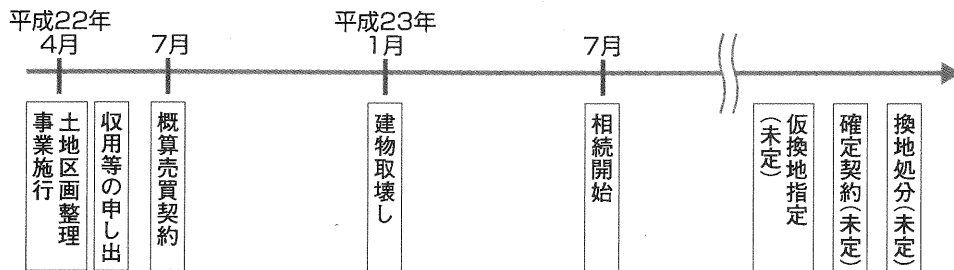 平成22年
4月
7月
平成23年
1月
7月
土地区画整理
事業施行
収用等の申し出
概算売買契約
建物取壊し
相続開始
仮換地指定
(未定)
確定契約(未定)
換地処分(未定)